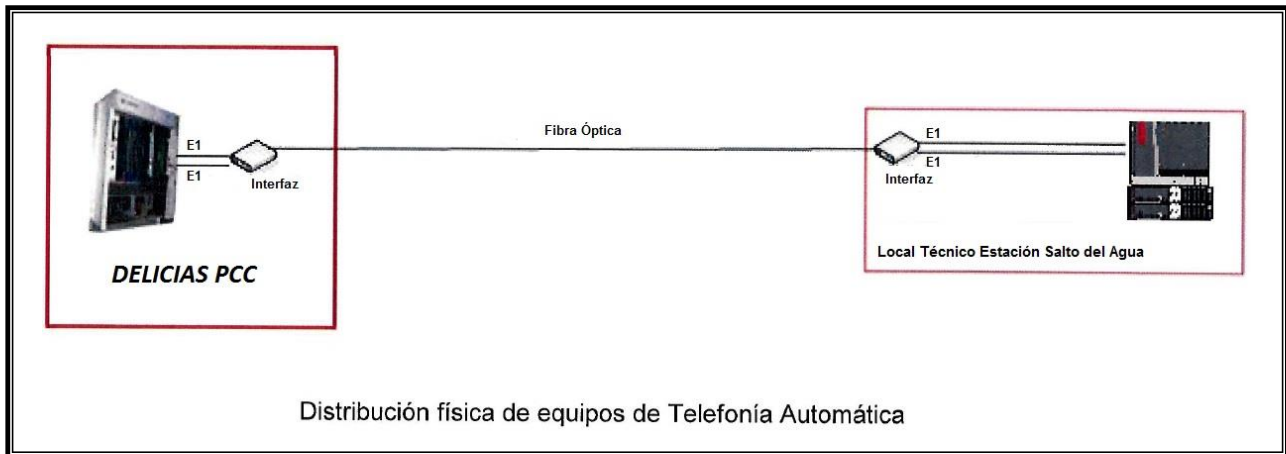 E1
E1
Interfaz
DELICIAS PCC
Fibra Óptica
E1
E1
Interfaz
Local Técnico Estación Salto del Agua
Distribución física de equipos de Telefonía Automática